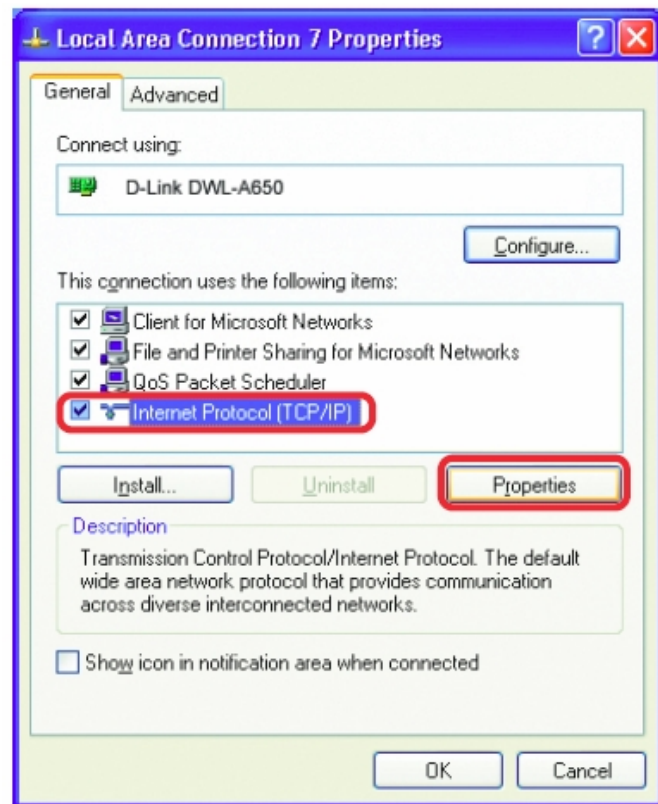 Local Area Connection 7 Properties
General Advanced
Connect using:
D-Link DWL-A650
Configure...
This connection uses the following items:
Client for Microsoft Networks
File and Printer Sharing for Microsoft Networks
QoS Packet Scheduler
Internet Protocol (TCP/IP)
Install... Uninstall Properties
Description
Transmission Control Protocol/Internet Protocol. The default
wide area network protocol that provides communication
across diverse interconnected networks.
Show icon in notification area when connected
OK Cancel